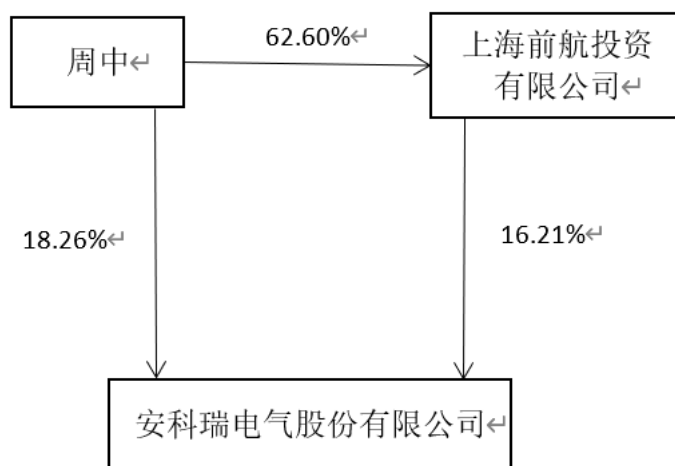 62.60%↵
周中↵
上海前航投资
有限公司↵
18.26%↵
16.21%↵
安科瑞电气股份有限公司↵